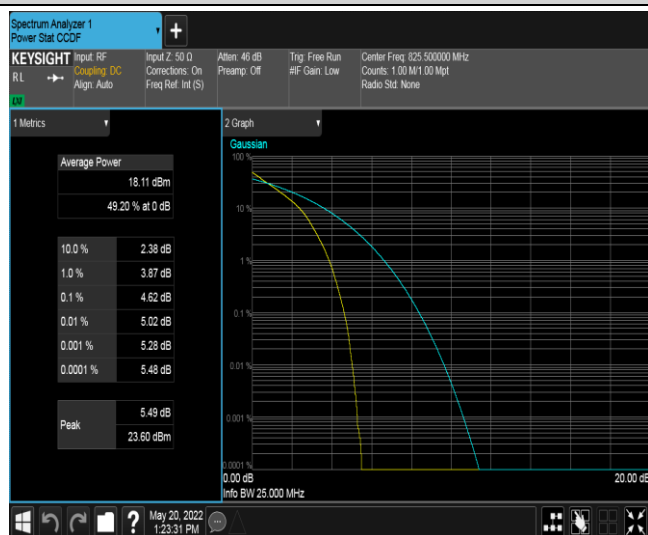 Spectrum Analyzer 1
Power Stat CCDF
+
KEYSIGHT
RL
Input: RF
Coupling: DC
Align: Auto
Input Z: 50 Ω
Corrections: On
Freq Ref: Int (S)
Atten: 46 dB
Preamp: Off
Trig: Free Run
#IF Gain: Low
Center Freq: 825.500000 MHz
Counts: 1.00 M/1.00 Mpt
Radio Std: None
1 Metrics
Average Power
18.11 dBm
49.20 % at 0 dB
10.0 % 2.38 dB
1.0 % 3.87 dB
0.1 % 4.62 dB
0.01 % 5.02 dB
0.001 % 5.28 dB
0.0001 % 5.48 dB
Peak
5.49 dB
23.60 dBm
2 Graph
Gaussian
100 %
10 %
1 %
0.1 %
0.01 %
0.001 %
0.0001 %
0.00 dB 20.00 dB
Info BW 25.000 MHz
?
May 20, 2022
1:23:31 PM